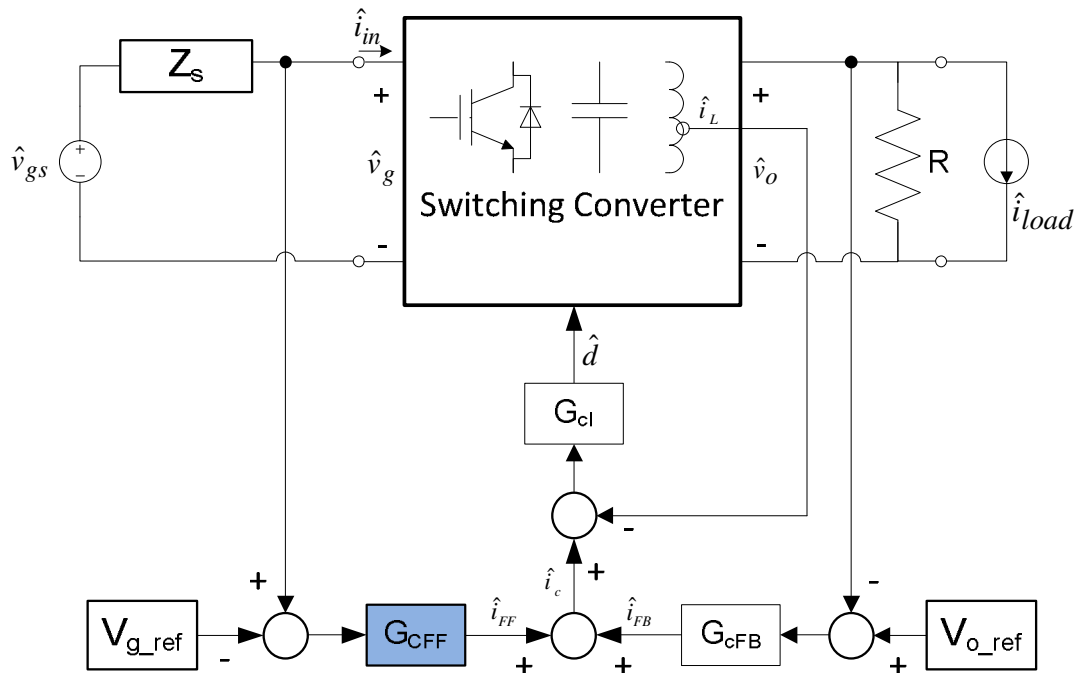 î_in
Z_s
+
+
î_L
+
-
v̂_gs
v̂_g
v̂_o
R
î_load
Switching Converter
-
-
d̂
G_cI
-
î_c
+
+
-
V_g_ref
-
G_CFF
î_FF
+
+
î_FB
G_cFB
+
V_o_ref